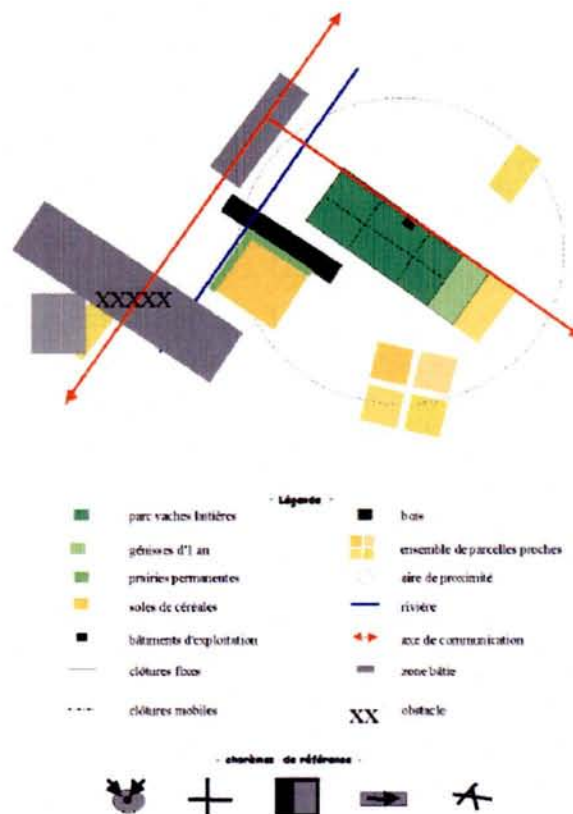 XXXXX
- Légende -
parc vaches laitières
génisses d'1 an
prairies permanentes
soles de céréales
bâtiments d'exploitation
clôtures fixes
clôtures mobiles
bois
ensemble de parcelles proches
aire de proximité
rivière
axe de communication
zone bâtie
XX obstacle
- chorèmes de référence -